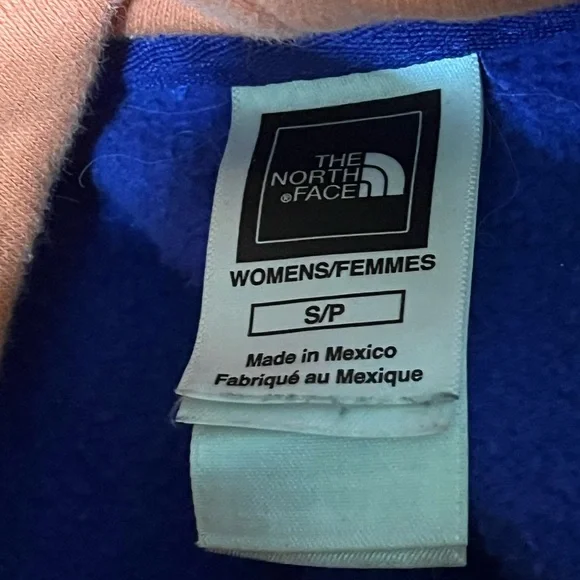 THE
NORTH
®FACE
WOMENS/FEMMES
S/P
Made in Mexico
Fabriqué au Mexique